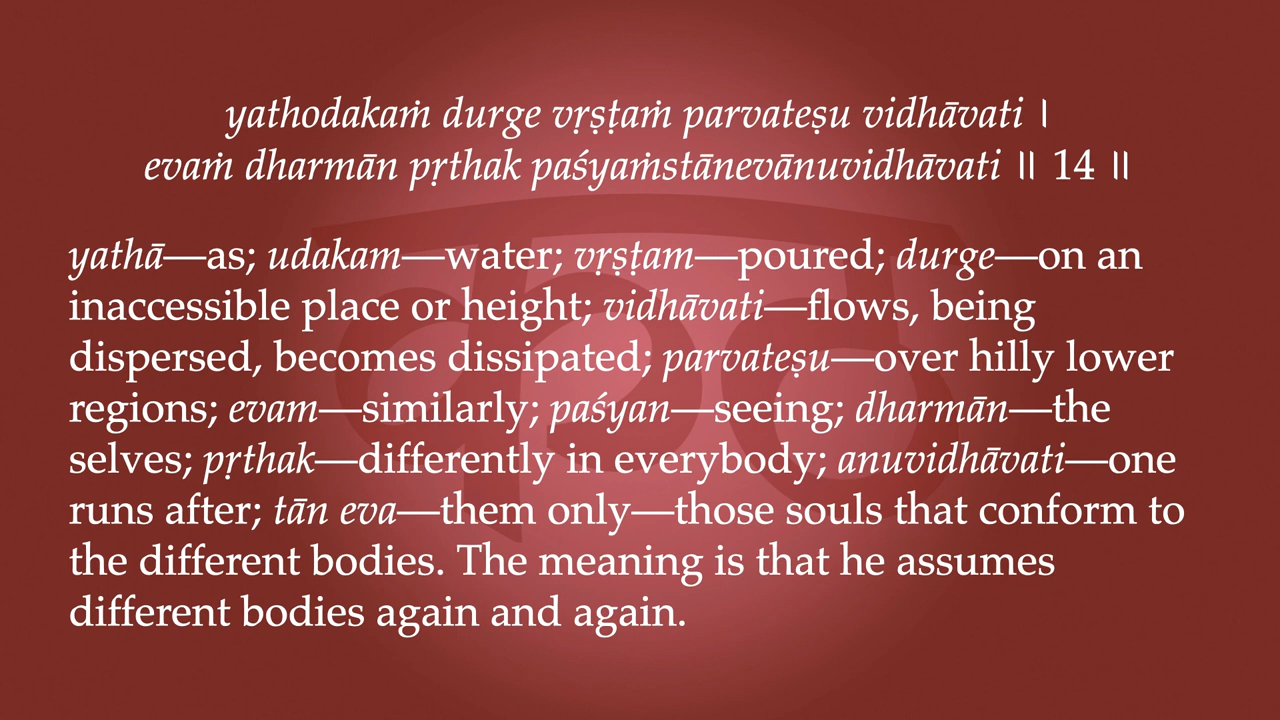 yathodakaṁ durge vṛṣṭaṁ parvateṣu vidhāvati ।
evaṁ dharmān pṛthak paśyaṁstānevānuvidhāvati ॥ 14 ॥
yathā—as; udakam—water; vṛṣṭam—poured; durge—on an
inaccessible place or height; vidhāvati—flows, being
dispersed, becomes dissipated; parvateṣu—over hilly lower
regions; evam—similarly; paśyan—seeing; dharmān—the
selves; pṛthak—differently in everybody; anuvidhāvati—one
runs after; tān eva—them only—those souls that conform to
the different bodies. The meaning is that he assumes
different bodies again and again.